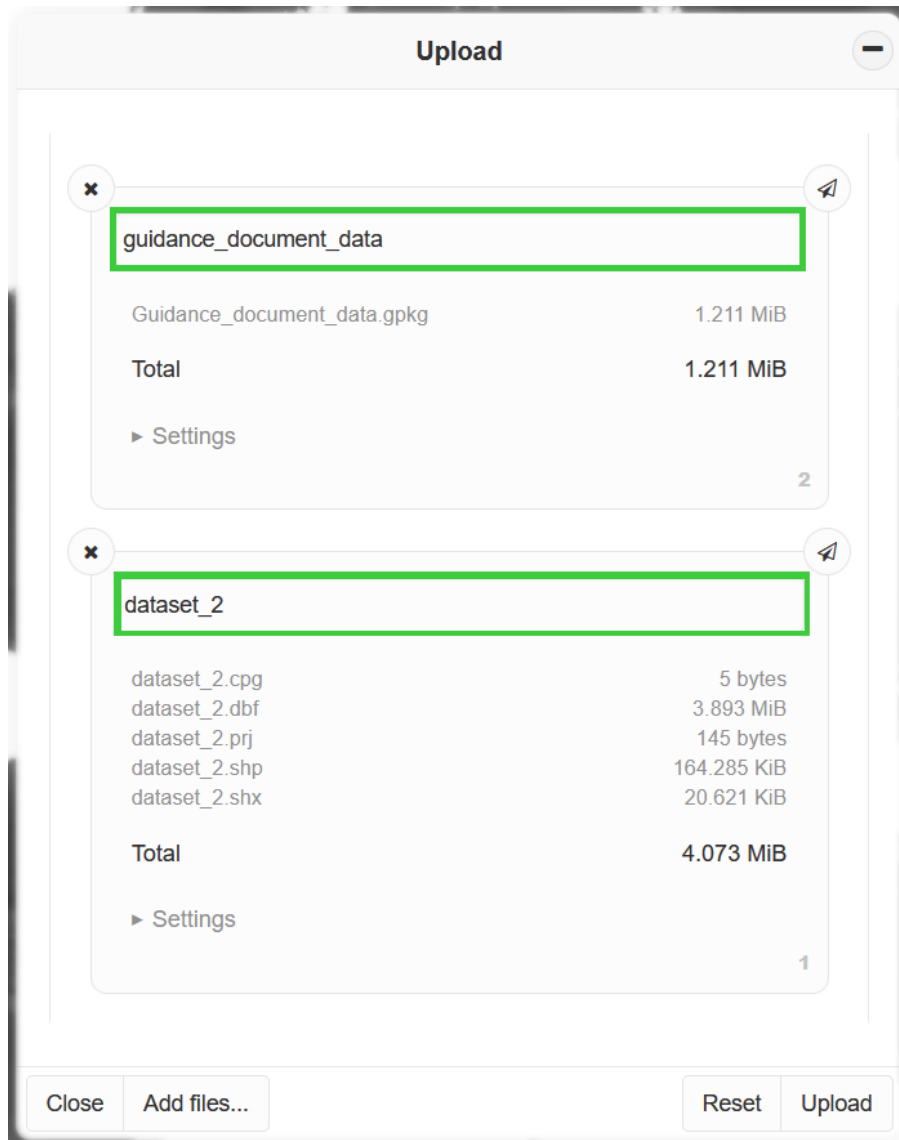 Upload
guidance_document_data
Guidance_document_data.gpkg 1.211 MiB
Total 1.211 MiB
▸ Settings
2
dataset_2
dataset_2.cpg 5 bytes
dataset_2.dbf 3.893 MiB
dataset_2.prj 145 bytes
dataset_2.shp 164.285 KiB
dataset_2.shx 20.621 KiB
Total 4.073 MiB
▸ Settings
1
Close Add files... Reset Upload